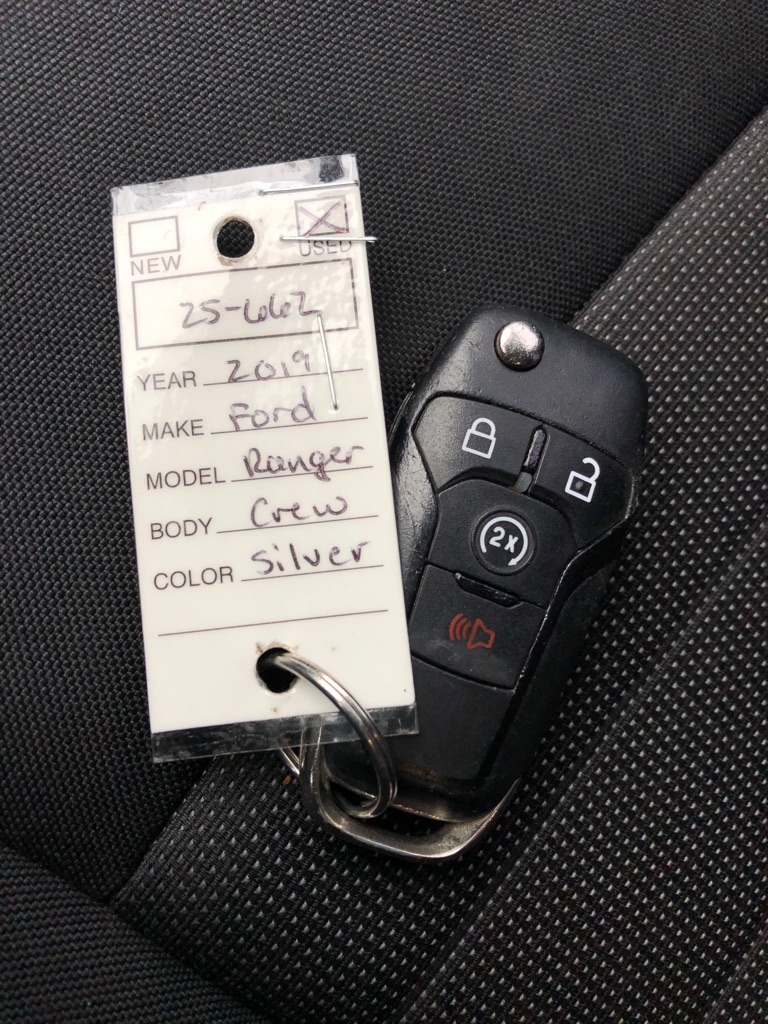 NEW USED
25-662
YEAR 2019
MAKE Ford
MODEL Ranger
BODY Crew
COLOR Silver
2x